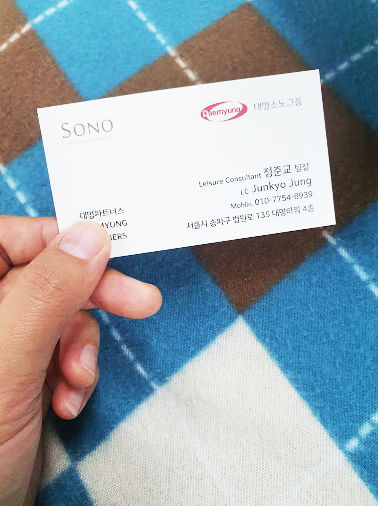 SONO
Daemyung 대명소노그룹
Leisure Consultant 정준교 팀장
LC Junkyo Jung
Mobile 010-7754-8939
서울시 송파구 법원로 135 대명타워 4층
대명파트너스
MYUNG
NERS